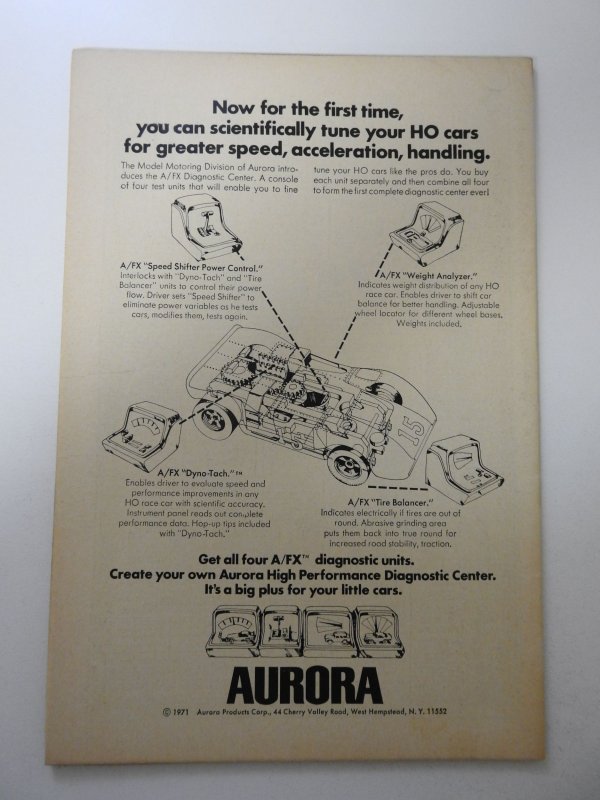 Now for the first time,
you can scientifically tune your HO cars
for greater speed, acceleration, handling.
The Model Motoring Division of Aurora intro-
duces the A/FX Diagnostic Center. A console
of four test units that will enable you to fine
tune your HO cars like the pros do. You buy
each unit separately and then combine all four
to form the first complete diagnostic center ever!
A/FX "Speed Shifter Power Control."
Interlocks with "Dyno-Tach" and "Tire
Balancer" units to control their power
flow. Driver sets "Speed Shifter" to
eliminate power variables as he tests
cars, modifies them, tests again.
A/FX "Weight Analyzer."
Indicates weight distribution of any HO
race car. Enables driver to shift car
balance for better handling. Adjustable
wheel locator for different wheel bases.
Weights included.
15
A/FX "Dyno-Tach."™
Enables driver to evaluate speed and
performance improvements in any
HO race car with scientific accuracy.
Instrument panel reads out complete
performance data. Hop-up tips included
with "Dyno-Tach."
A/FX "Tire Balancer."
Indicates electrically if tires are out of
round. Abrasive grinding area
puts them back into true round for
increased road stability, traction.
Get all four A/FX™ diagnostic units.
Create your own Aurora High Performance Diagnostic Center.
It's a big plus for your little cars.
AURORA
© 1971 Aurora Products Corp., 44 Cherry Valley Road, West Hempstead, N. Y. 11552